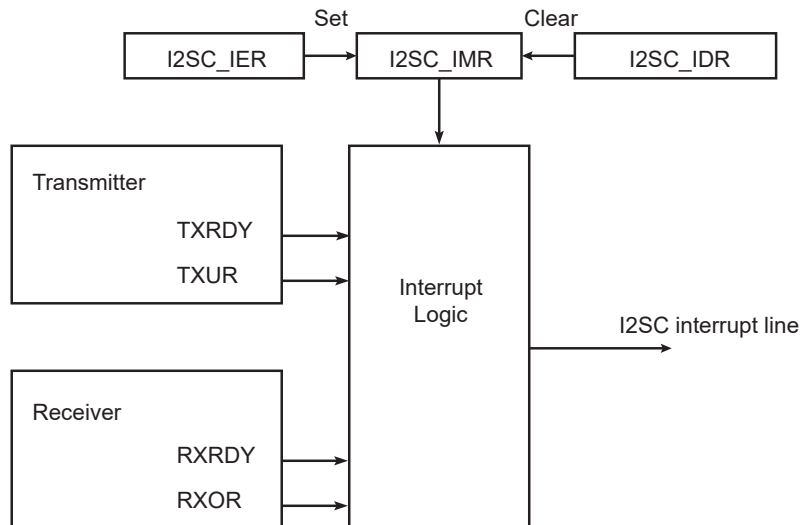 Set
Clear
I2SC_IER
I2SC_IMR
I2SC_IDR
Transmitter
TXRDY
TXUR
Interrupt
Logic
I2SC interrupt line
Receiver
RXRDY
RXOR